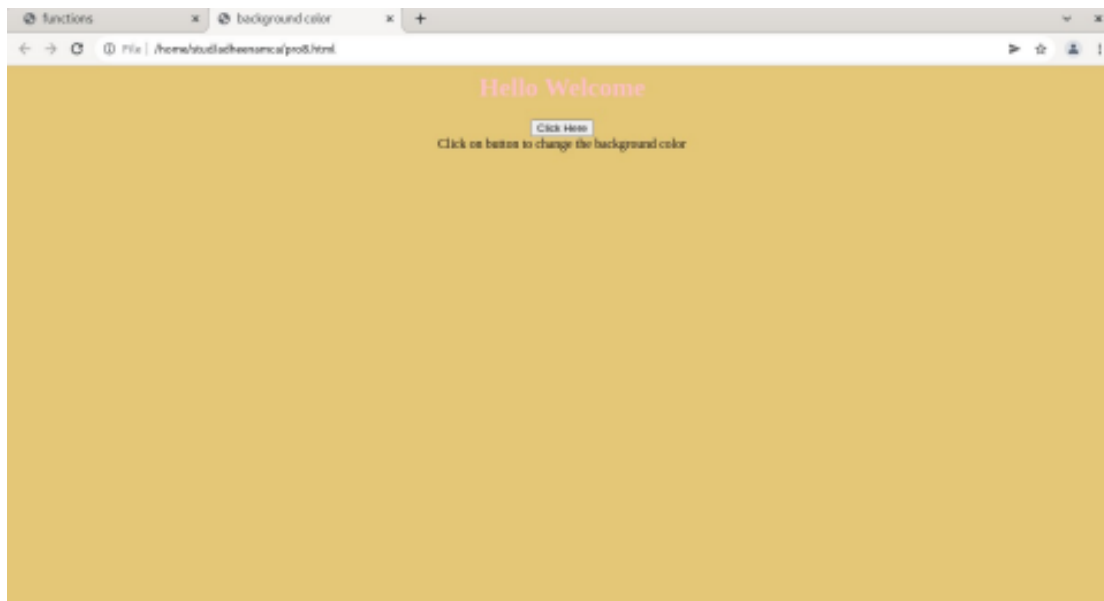 functions
background color
File | /home/stud/adheenamca/pro8.html
Hello Welcome
Click Here
Click on button to change the background color